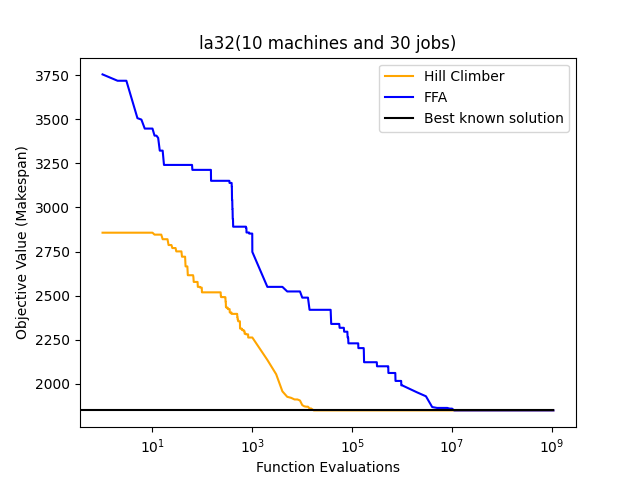 la32(10 machines and 30 jobs)
Hill Climber
FFA
Best known solution
Objective Value (Makespan)
3750
3500
3250
3000
2750
2500
2250
2000
10¹
10³
10⁵
10⁷
10⁹
Function Evaluations